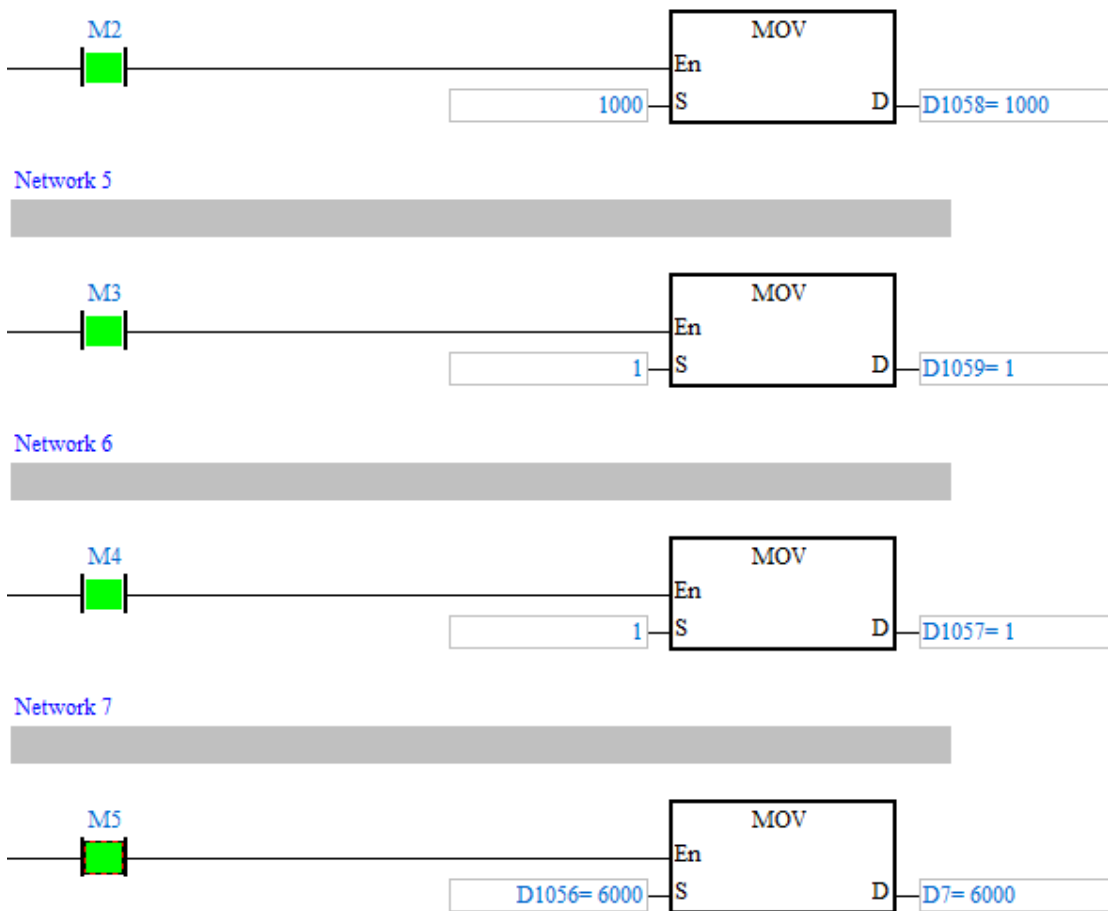 M2 MOV
En
1000 S D D1058= 1000
Network 5
M3 MOV
En
1 S D D1059= 1
Network 6
M4 MOV
En
1 S D D1057= 1
Network 7
M5 MOV
En
D1056= 6000 S D D7= 6000